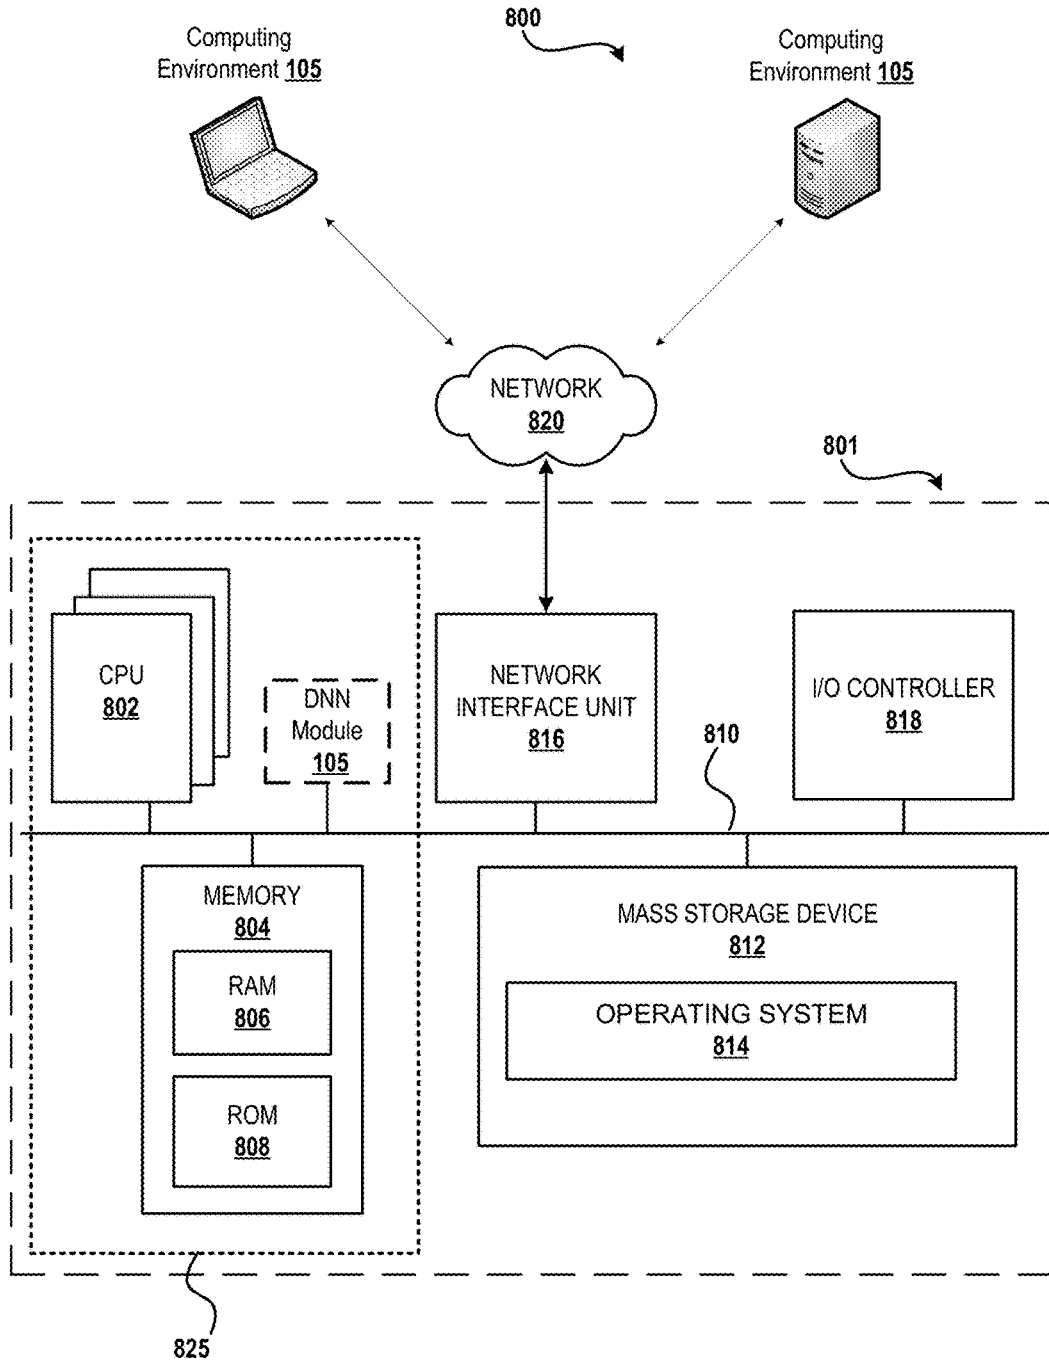 800
Computing
Environment 105
Computing
Environment 105
NETWORK
820
801
CPU
802
DNN
Module
105
NETWORK
INTERFACE UNIT
816
I/O CONTROLLER
818
810
MEMORY
804
RAM
806
ROM
808
MASS STORAGE DEVICE
812
OPERATING SYSTEM
814
825